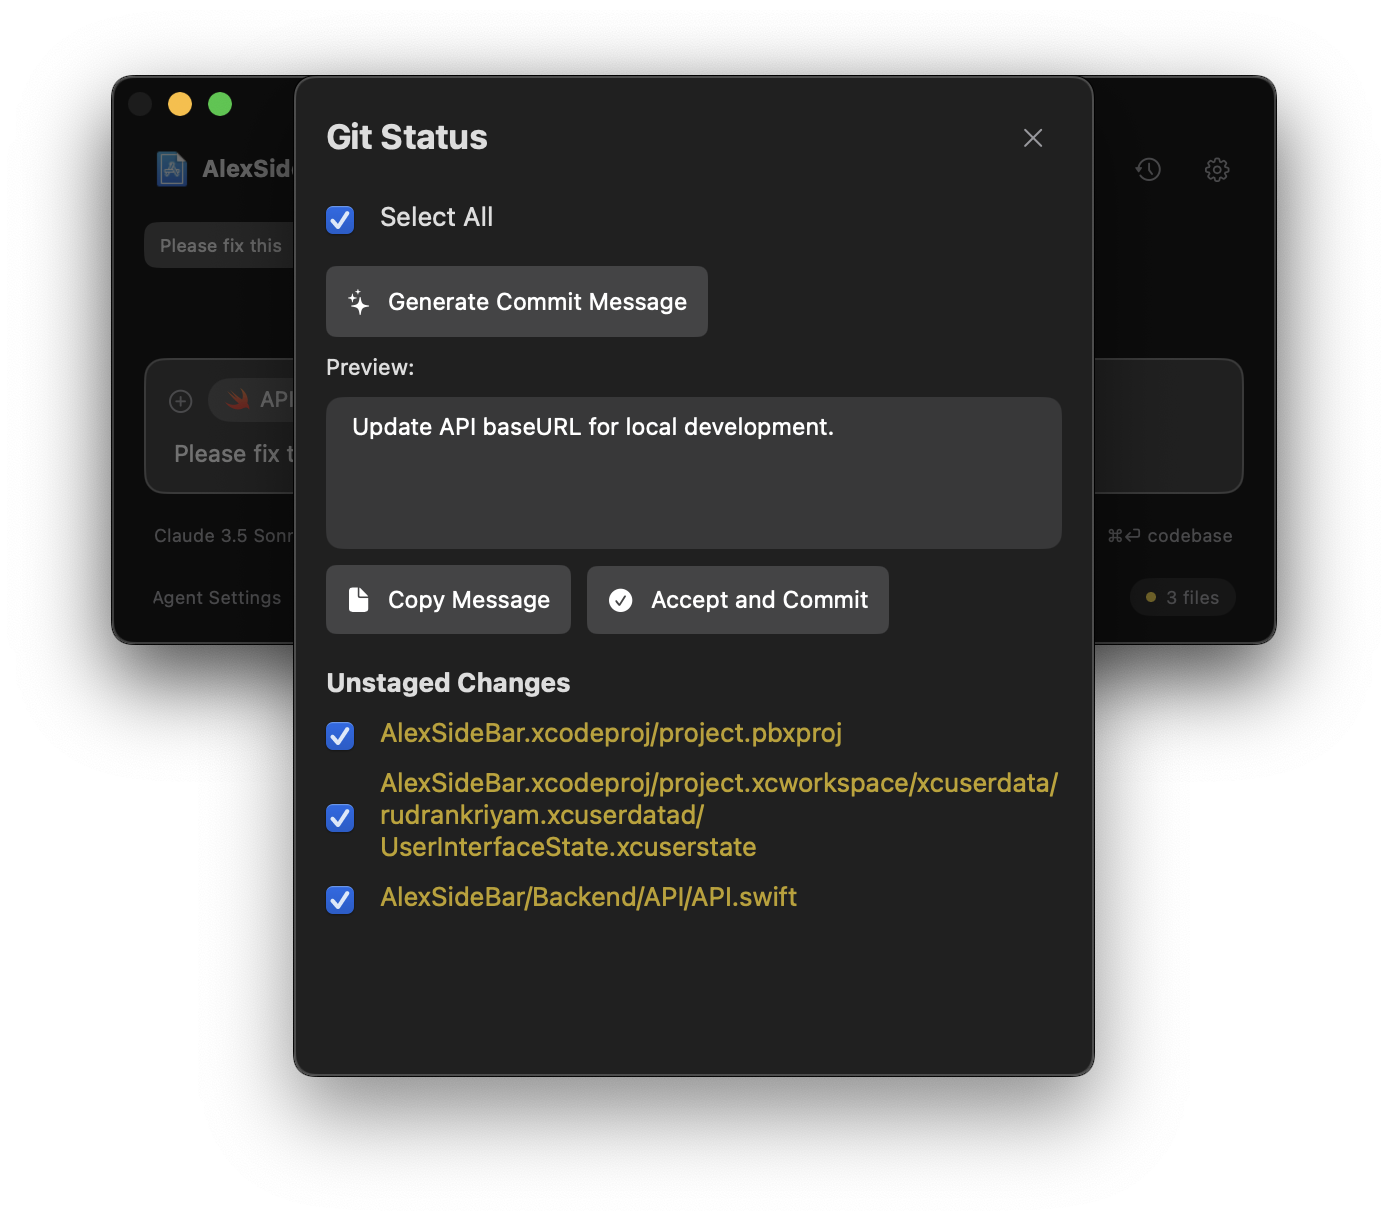 Git Status
AlexSid
Select All
Please fix this
Generate Commit Message
Preview:
API
Update API baseURL for local development.
Please fix t
Claude 3.5 Sonn
⌘↩ codebase
Agent Settings
Copy Message
Accept and Commit
3 files
Unstaged Changes
AlexSideBar.xcodeproj/project.pbxproj
AlexSideBar.xcodeproj/project.xcworkspace/xcuserdata/
rudrankriyam.xcuserdatad/
UserInterfaceState.xcuserstate
AlexSideBar/Backend/API/API.swift